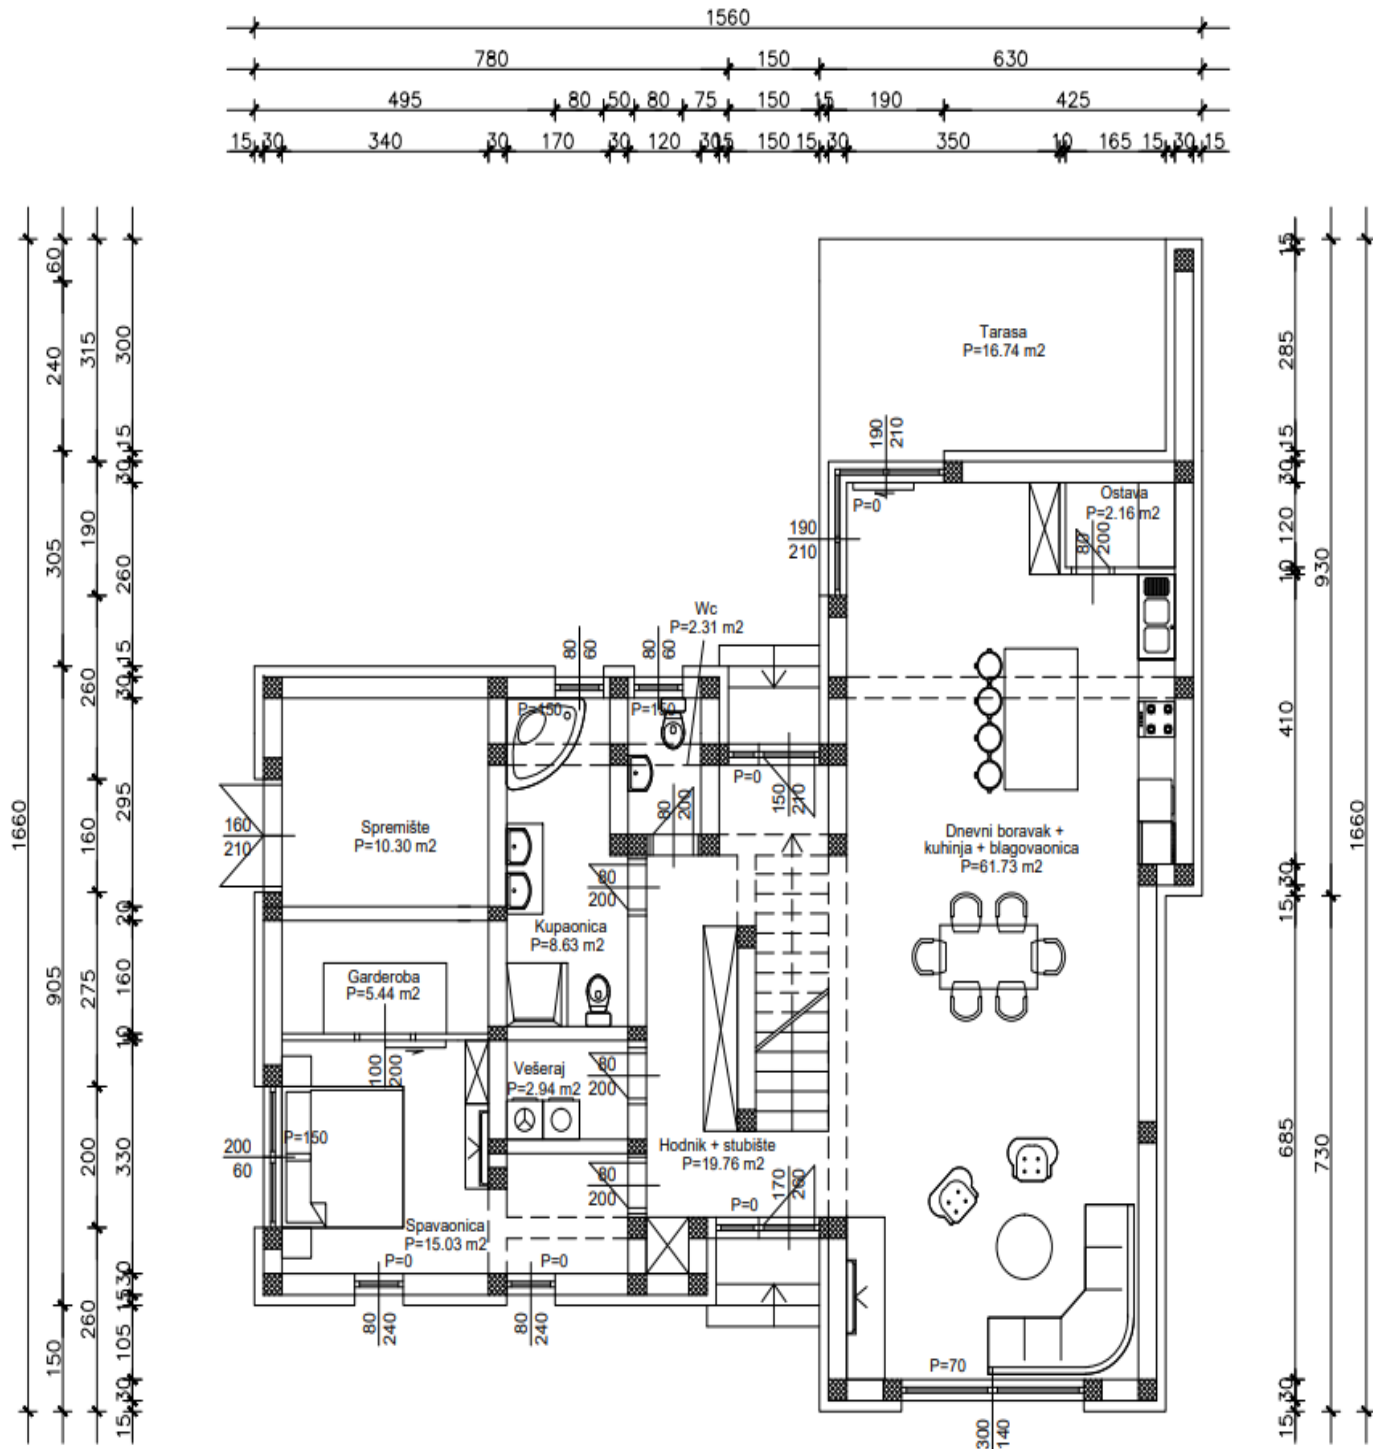 1560
780 150 630
495 80 50 80 75 150 15 190 425
15 30 340 30 170 30 120 30 15 150 15 30 350 10 165 15 30 15
1660
60
240
305
905
150
315
190
260
160
275
200
260
300
15
30
260
15
30
295
20
160
10
330
30
15
105
30
15
15
285
15
30
120
10
410
30
15
685
30
15
930
730
1660
Tarasa
P=16.74 m2
190
210
P=0
Ostava
P=2.16 m2
80
200
190
210
Wc
P=2.31 m2
80
60
80
60
P=150
P=150
P=0
150
210
80
200
160
210
Spremište
P=10.30 m2
Dnevni boravak +
kuhinja + blagovaonica
P=61.73 m2
80
200
Kupaonica
P=8.63 m2
Garderoba
P=5.44 m2
100
200
Vešeraj
P=2.94 m2
80
200
P=150
200
60
Hodnik + stubište
P=19.76 m2
80
200
170
260
P=0
Spavaonica
P=15.03 m2
P=0
P=0
80
240
80
240
P=70
300
140